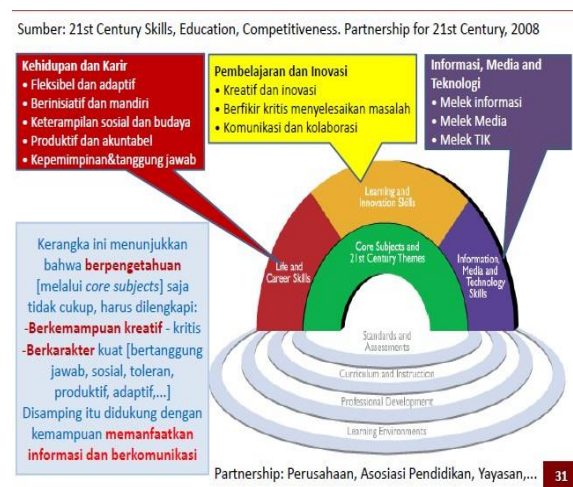 Sumber: 21st Century Skills, Education, Competitiveness. Partnership for 21st Century, 2008
Kehidupan dan Karir
• Fleksibel dan adaptif
• Berinisiatif dan mandiri
• Keterampilan sosial dan budaya
• Produktif dan akuntabel
• Kepemimpinan&tanggung jawab
Pembelajaran dan Inovasi
• Kreatif dan inovasi
• Berfikir kritis menyelesaikan masalah
• Komunikasi dan kolaborasi
Informasi, Media and
Teknologi
• Melek informasi
• Melek Media
• Melek TIK
Learning and
Innovation Skills
Life and
Career Skills
Core Subjects and
21st Century Themes
Information,
Media and
Technology
Skills
Standards and
Assessments
Curriculum and Instruction
Professional Development
Learning Environments
Kerangka ini menunjukkan
bahwa berpengetahuan
[melalui core subjects] saja
tidak cukup, harus dilengkapi:
-Berkemampuan kreatif - kritis
-Berkarakter kuat [bertanggung
jawab, sosial, toleran,
produktif, adaptif,...]
Disamping itu didukung dengan
kemampuan memanfaatkan
informasi dan berkomunikasi
Partnership: Perusahaan, Asosiasi Pendidikan, Yayasan,...
31